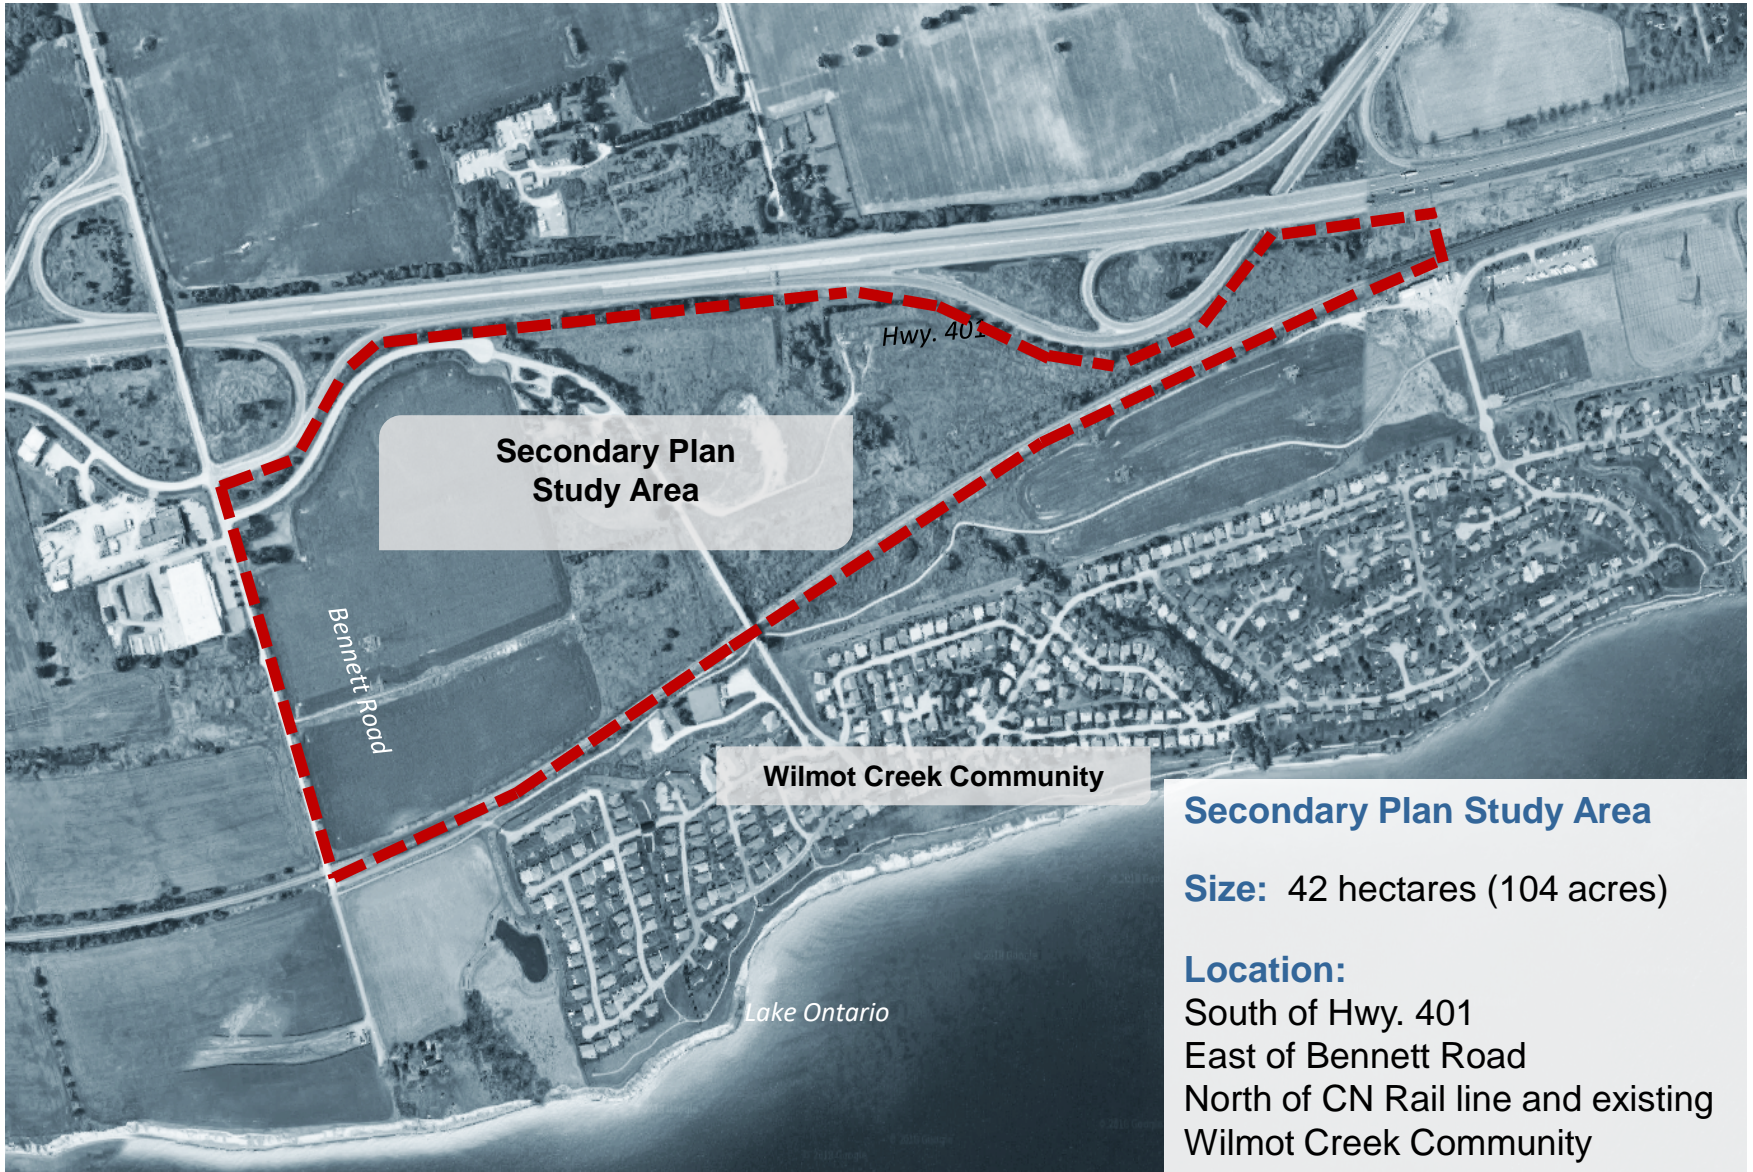 Hwy. 401
Secondary Plan
Study Area
Bennett Road
Wilmot Creek Community
Lake Ontario
Secondary Plan Study Area
Size: 42 hectares (104 acres)
Location:
South of Hwy. 401
East of Bennett Road
North of CN Rail line and existing
Wilmot Creek Community